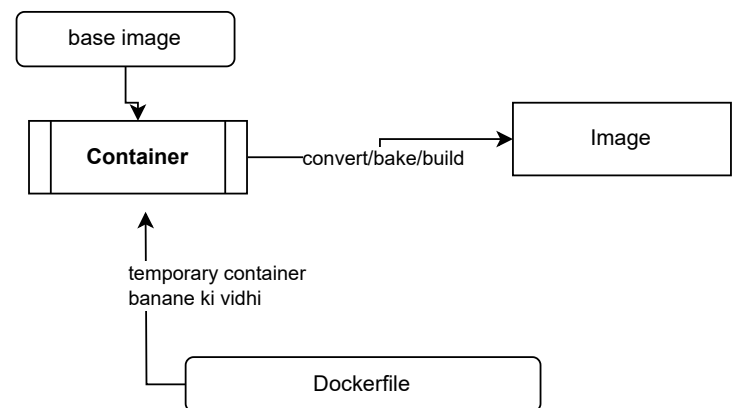 base image
Container
convert/bake/build
Image
temporary container
banane ki vidhi
Dockerfile